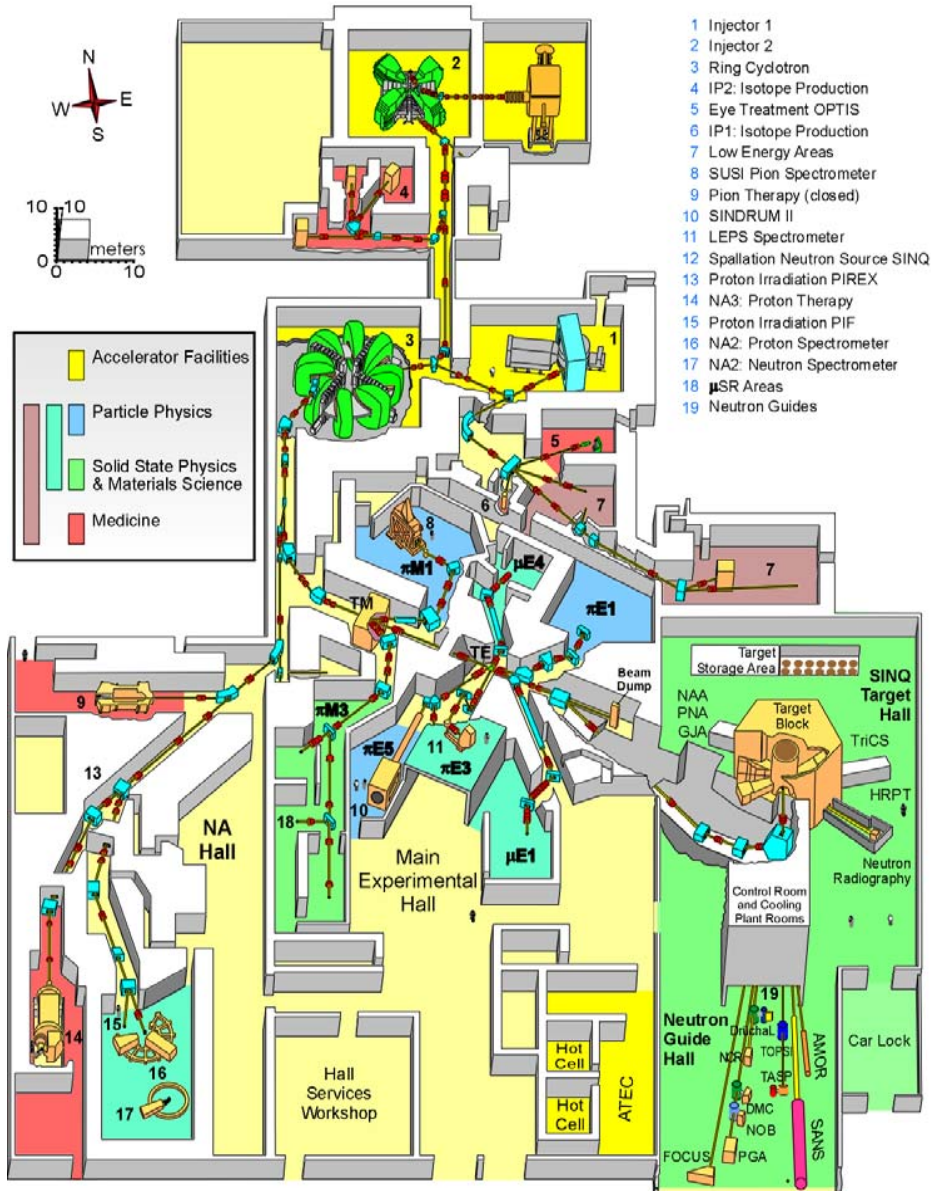 N
W E
S
10 10
meters
0
0 10
1 Injector 1
2 Injector 2
3 Ring Cyclotron
4 IP2: Isotope Production
5 Eye Treatment OPTIS
6 IP1: Isotope Production
7 Low Energy Areas
8 SUSI Pion Spectrometer
9 Pion Therapy (closed)
10 SINDRUM II
11 LEPS Spectrometer
12 Spallation Neutron Source SINQ
13 Proton Irradiation PIREX
14 NA3: Proton Therapy
15 Proton Irradiation PIF
16 NA2: Proton Spectrometer
17 NA2: Neutron Spectrometer
18 µSR Areas
19 Neutron Guides
Accelerator Facilities
Particle Physics
Solid State Physics
& Materials Science
Medicine
2
4
3
1
5
6
7
7
8
πM1
µE4
πE1
TM
TE
Beam
Dump
Target
Storage Area
SINQ
Target
Hall
NAA
PNA
GJA
Target
Block
TriCS
HRPT
Neutron
Radiography
9
πM3
πE5
11
πE3
10
18
µE1
13
NA
Hall
Main
Experimental
Hall
Control Room
and Cooling
Plant Rooms
14
15
16
17
Hall
Services
Workshop
Hot
Cell
Hot
Cell
ATEC
Neutron
Guide
Hall
19
DruchaL
TOPSI
NCR
TASP
AMOR
DMC
NOB
SANS
FOCUS
PGA
Car Lock